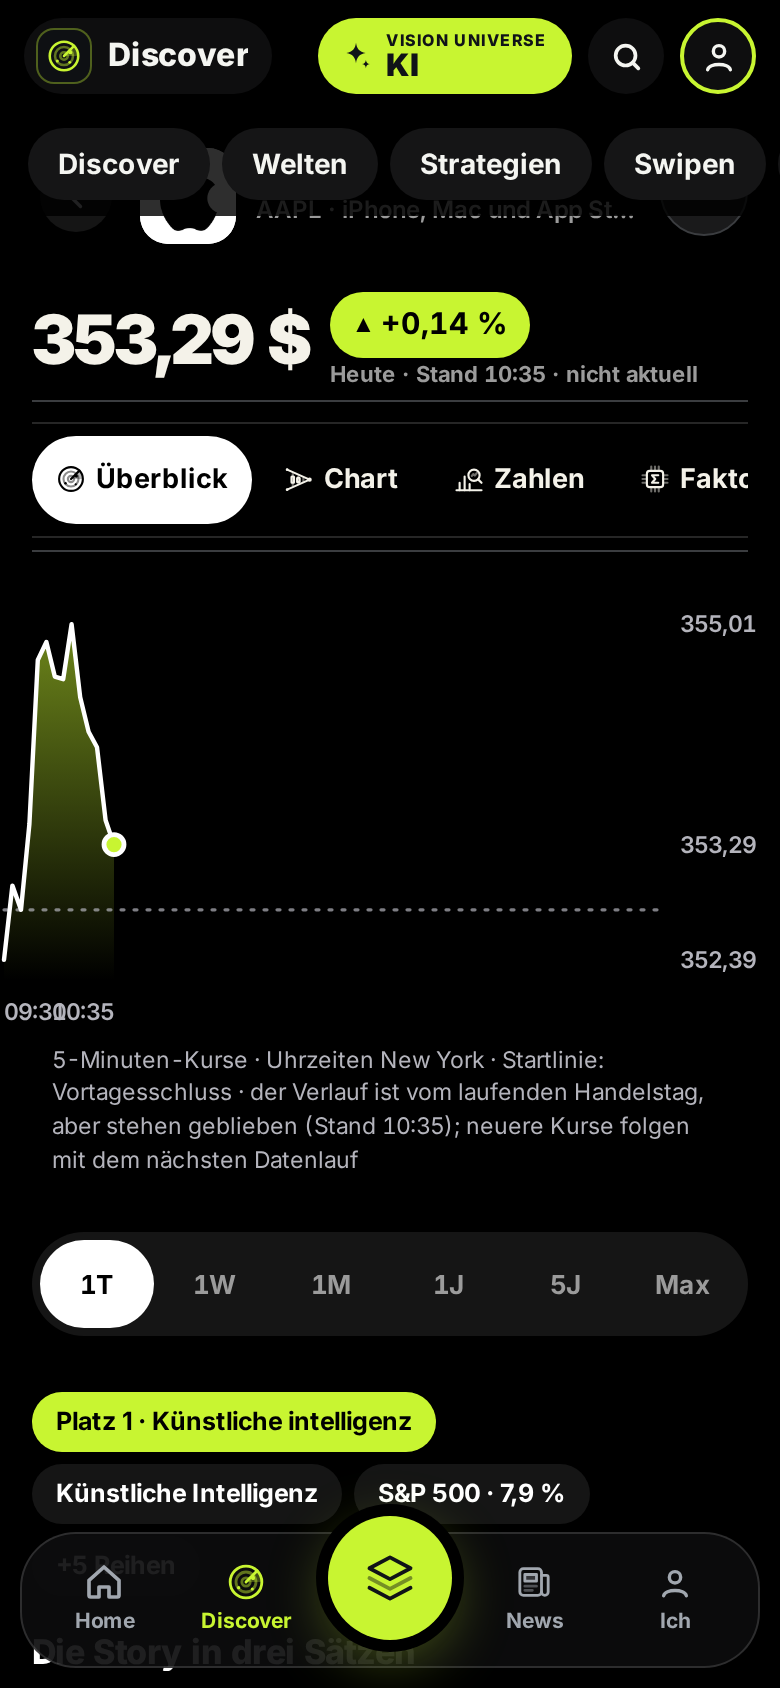 Discover
VISION UNIVERSE
KI
Discover
Welten
Strategien
Swipen
AAPL · iPhone, Mac und App St…
353,29 $
▲ +0,14 %
Heute · Stand 10:35 · nicht aktuell
Überblick
Chart
Zahlen
Fakto
355,01
353,29
352,39
09:30
10:35
5-Minuten-Kurse · Uhrzeiten New York · Startlinie:
Vortagesschluss · der Verlauf ist vom laufenden Handelstag,
aber stehen geblieben (Stand 10:35); neuere Kurse folgen
mit dem nächsten Datenlauf
1T
1W
1M
1J
5J
Max
Platz 1 · Künstliche intelligenz
Künstliche Intelligenz
S&P 500 · 7,9 %
+5 Reihen
Home
Discover
News
Ich
Die Story in drei Sätzen